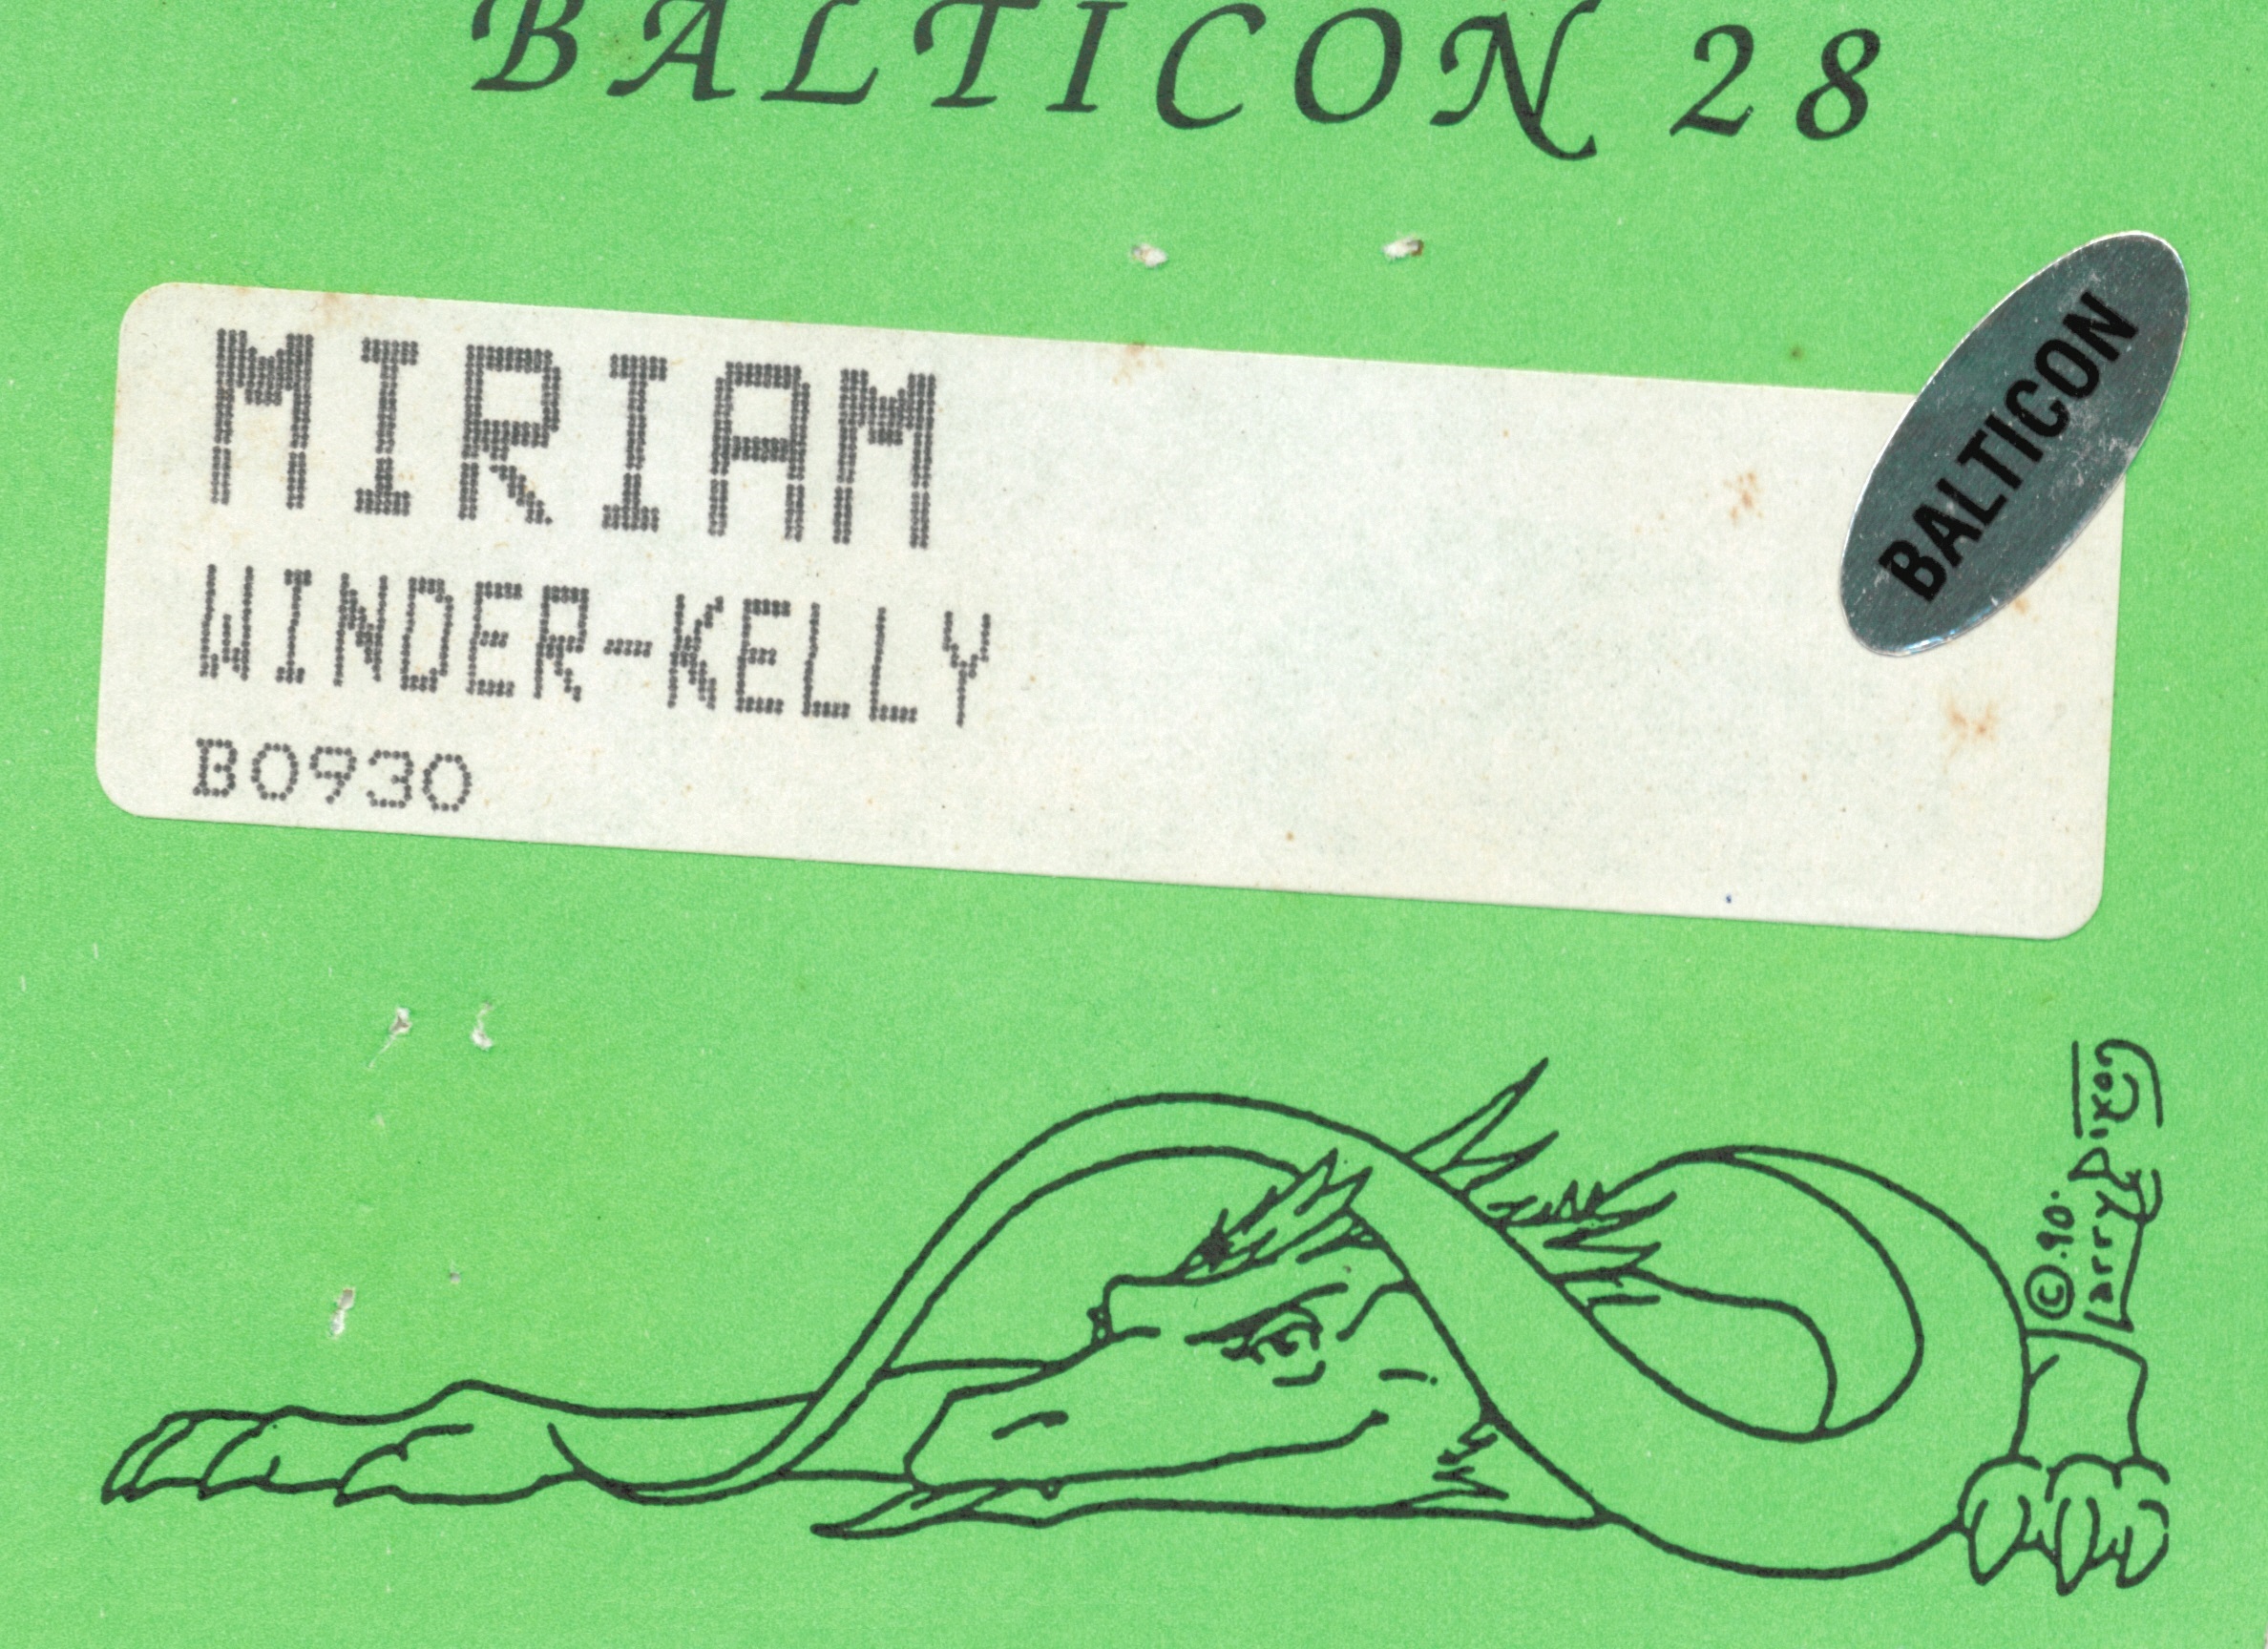 BALTICON 28
BALTICON
MIRIAM
WINDER-KELLY
B0930
© '90. Larry Dixon